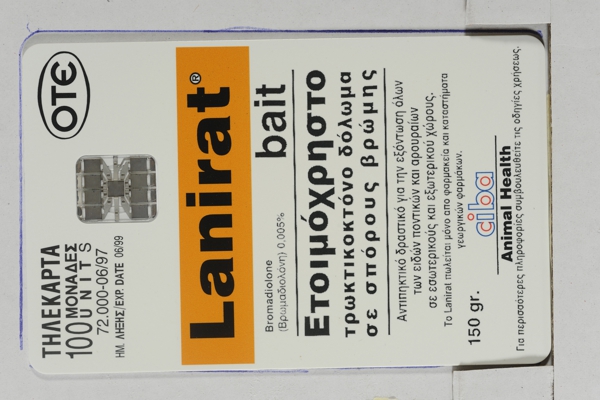 OTE
ΤΗΛΕΚΑΡΤΑ
100 ΜΟΝΑΔΕΣ
UNITS
72.000-06/97
ΗΜ. ΛΗΞΗΣ/EXP DATE 06/99
Lanirat®
bait
Bromadiolone
(Βρωμαδιολόνη) 0,005%
Ετοιμόχρηστο
τρωκτικοκτόνο δόλωμα
σε σπόρους βρώμης
Αντιπηκτικό δραστικό για την εξόντωση όλων
των ειδών ποντικών και αρουραίων
σε εσωτερικούς και εξωτερικού χώρους.
Το Lanirat πωλείται μόνο απο φαρμακεία και καταστήματα
γεωργικών φαρμάκων.
150 gr.
ciba
Animal Health
Για περισσότερες πληροφορίες συμβουλευθείτε τις οδηγίες χρήσεως.